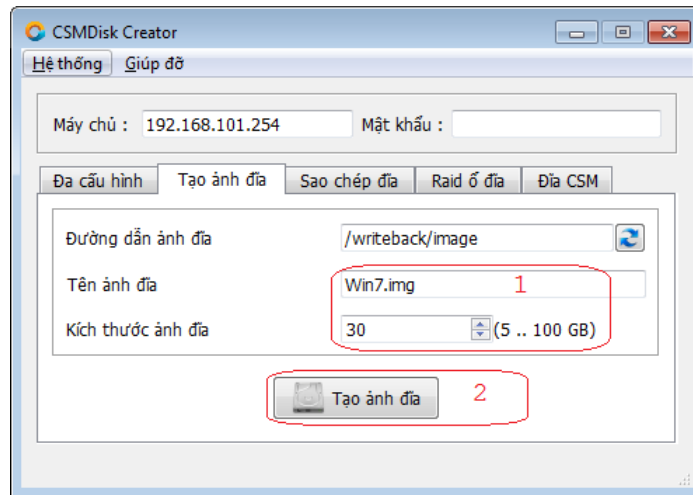 CSMDisk Creator
Hệ thống Giúp đỡ
Máy chủ : 192.168.101.254 Mật khẩu :
Đa cấu hình Tạo ảnh đĩa Sao chép đĩa Raid ổ đĩa Đĩa CSM
Đường dẫn ảnh đĩa /writeback/image
Tên ảnh đĩa Win7.img 1
Kích thước ảnh đĩa 30 (5 .. 100 GB)
Tạo ảnh đĩa 2